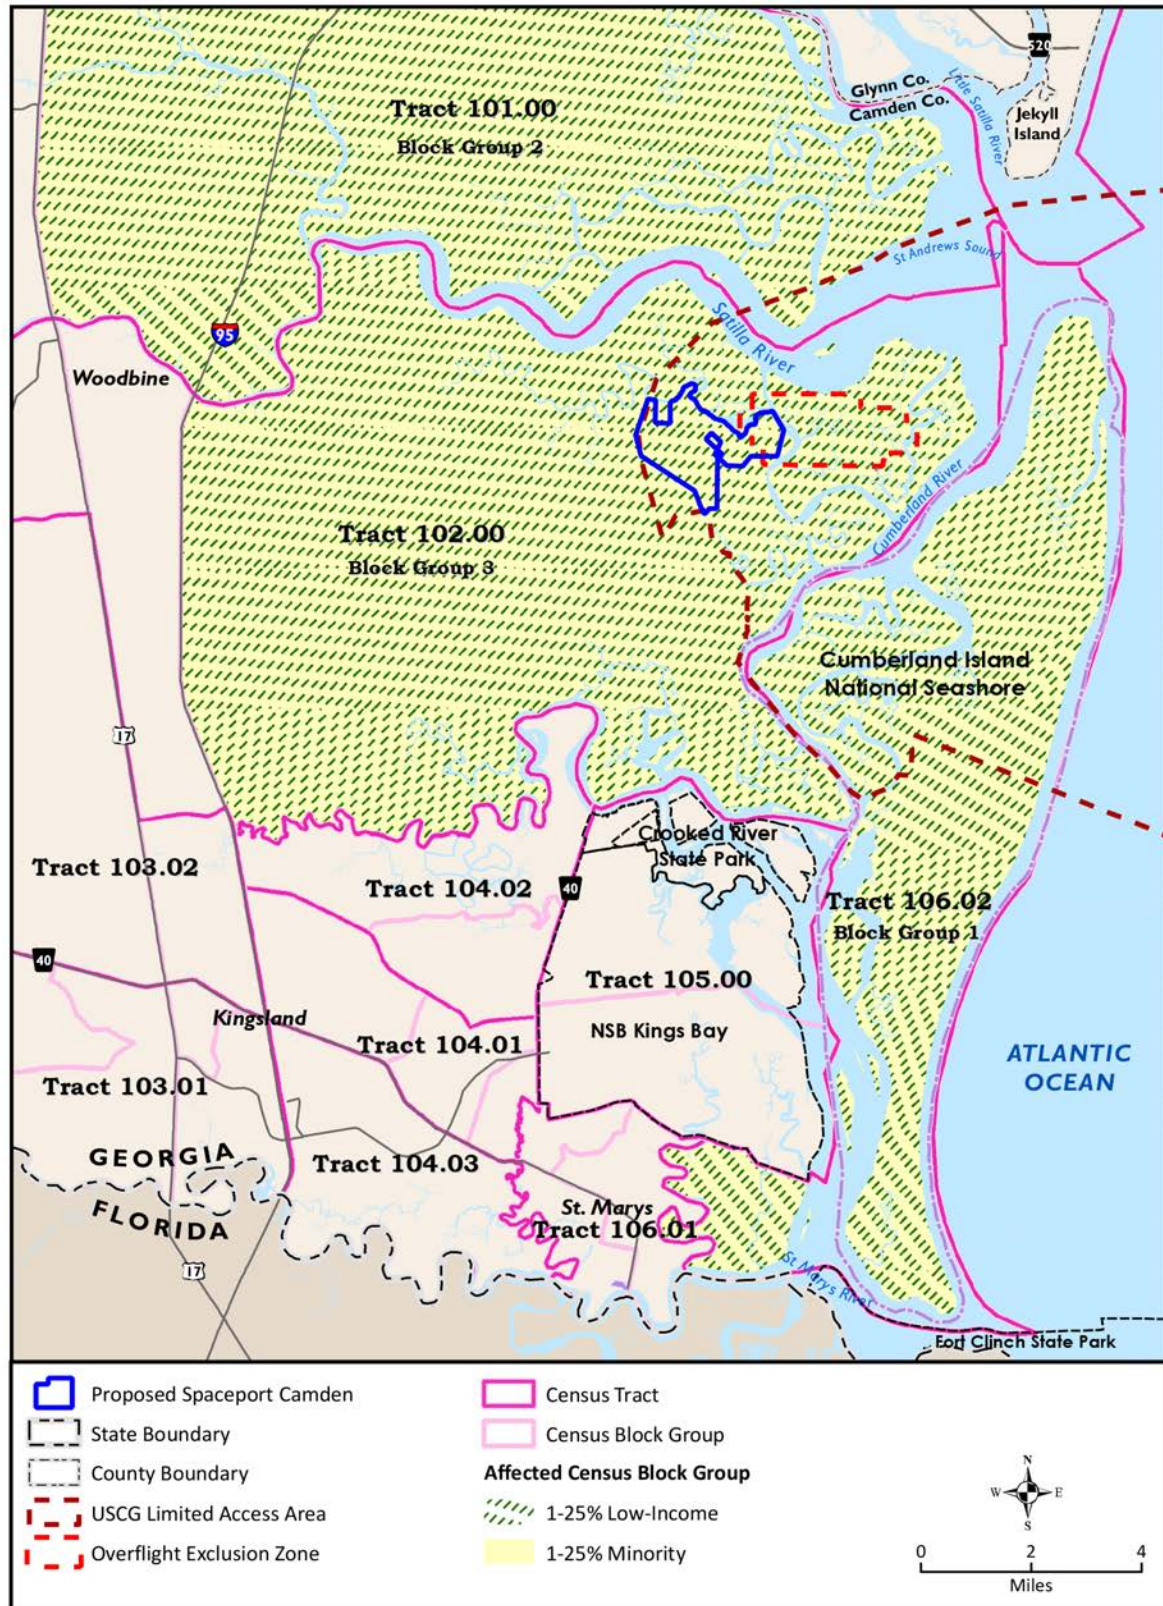 520
Glynn Co.
Camden Co.
Little Satilla River
Jekyll
Island
Tract 101.00
Block Group 2
St Andrews Sound
95
Woodbine
Satilla River
Cumberland River
Tract 102.00
Block Group 3
Cumberland Island
National Seashore
17
Crooked River
State Park
Tract 103.02
Tract 104.02
40
Tract 106.02
Block Group 1
40
Tract 105.00
NSB Kings Bay
Kingsland
Tract 104.01
ATLANTIC
OCEAN
Tract 103.01
GEORGIA
FLORIDA
Tract 104.03
St. Marys
Tract 106.01
17
St Marys River
Fort Clinch State Park
Proposed Spaceport Camden
State Boundary
County Boundary
USCG Limited Access Area
Overflight Exclusion Zone
Census Tract
Census Block Group
Affected Census Block Group
1-25% Low-Income
1-25% Minority
N
W E
S
0 2 4
Miles